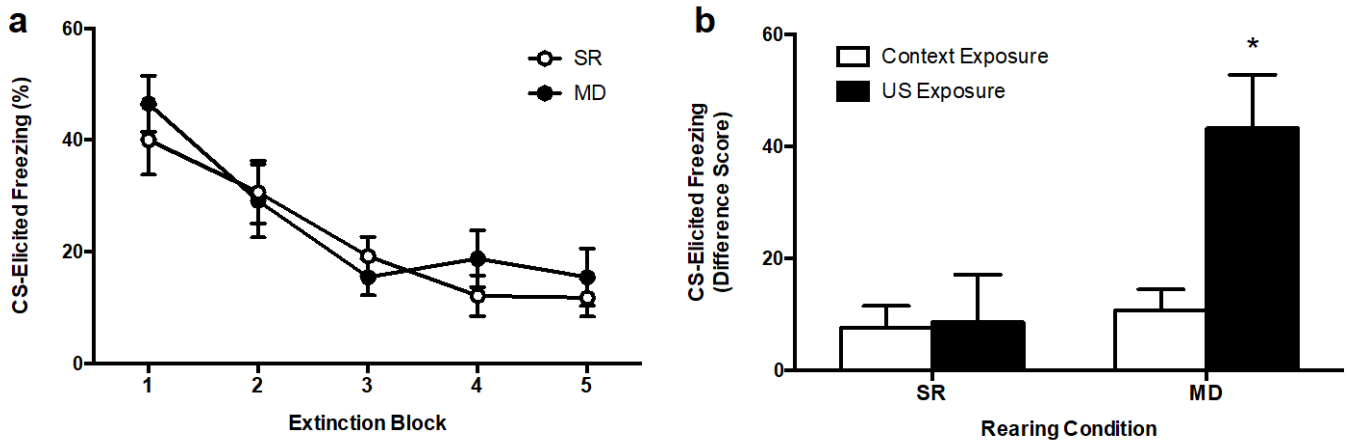 a
60
40
20
0
CS-Elicited Freezing (%)
SR
MD
1 2 3 4 5
Extinction Block
b
60
40
20
0
CS-Elicited Freezing
(Difference Score)
Context Exposure
US Exposure
*
SR MD
Rearing Condition